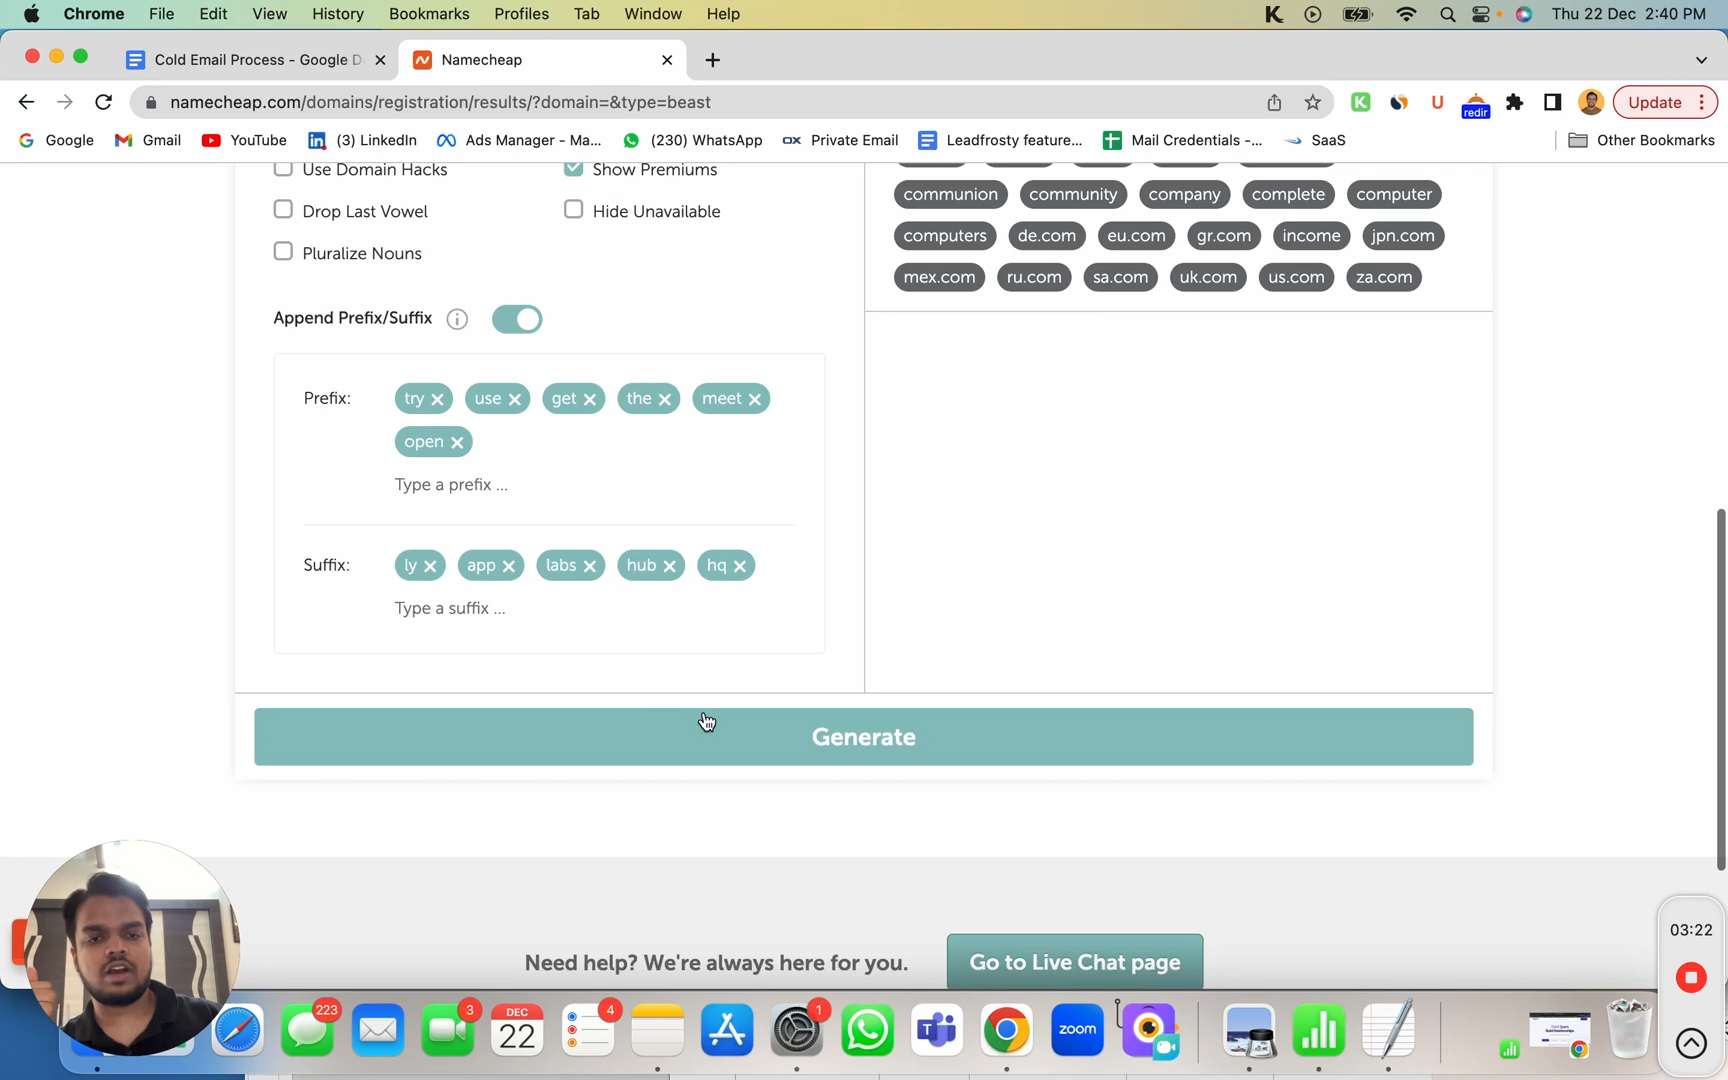 Chrome File Edit View History Bookmarks Profiles Tab Window Help
Thu 22 Dec 2:40 PM
Cold Email Process - Google D
Namecheap
namecheap.com/domains/registration/results/?domain=&type=beast
redir
Update
Google Gmail YouTube (3) LinkedIn Ads Manager - Ma... (230) WhatsApp Private Email Leadfrosty feature... Mail Credentials -... SaaS Other Bookmarks
Use Domain Hacks Show Premiums
Drop Last Vowel Hide Unavailable
Pluralize Nouns
communion community company complete computer
computers de.com eu.com gr.com income jpn.com
mex.com ru.com sa.com uk.com us.com za.com
Append Prefix/Suffix
Prefix: try use get the meet
open
Type a prefix ...
Suffix: ly app labs hub hq
Type a suffix ...
Generate
Need help? We're always here for you. Go to Live Chat page
03:22
223 3 DEC 22 4 1 zoom